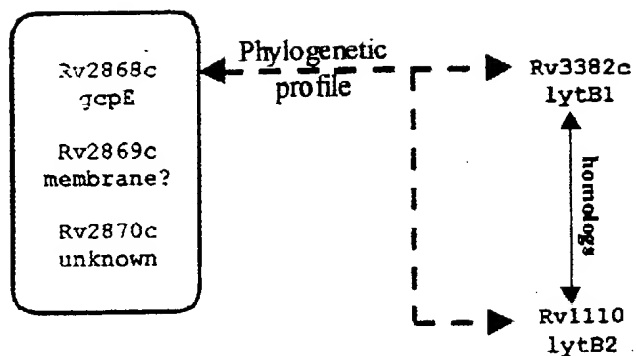 Rv2868c
gcpE
Rv2869c
membrane?
Rv2870c
unknown
Phylogenetic
profile
Rv3382c
lytB1
homologs
Rv1110
lytB2